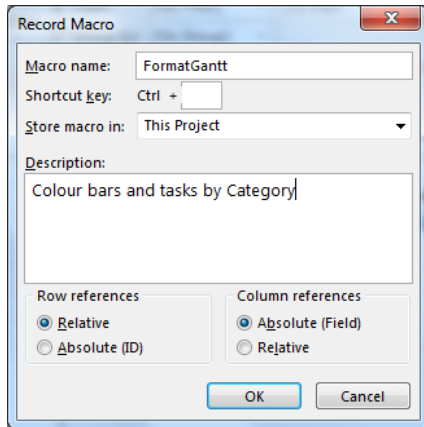 Record Macro
Macro name: FormatGantt
Shortcut key: Ctrl +
Store macro in: This Project
Description:
Colour bars and tasks by Category
Row references Column references
Relative Absolute (Field)
Absolute (ID) Relative
OK Cancel